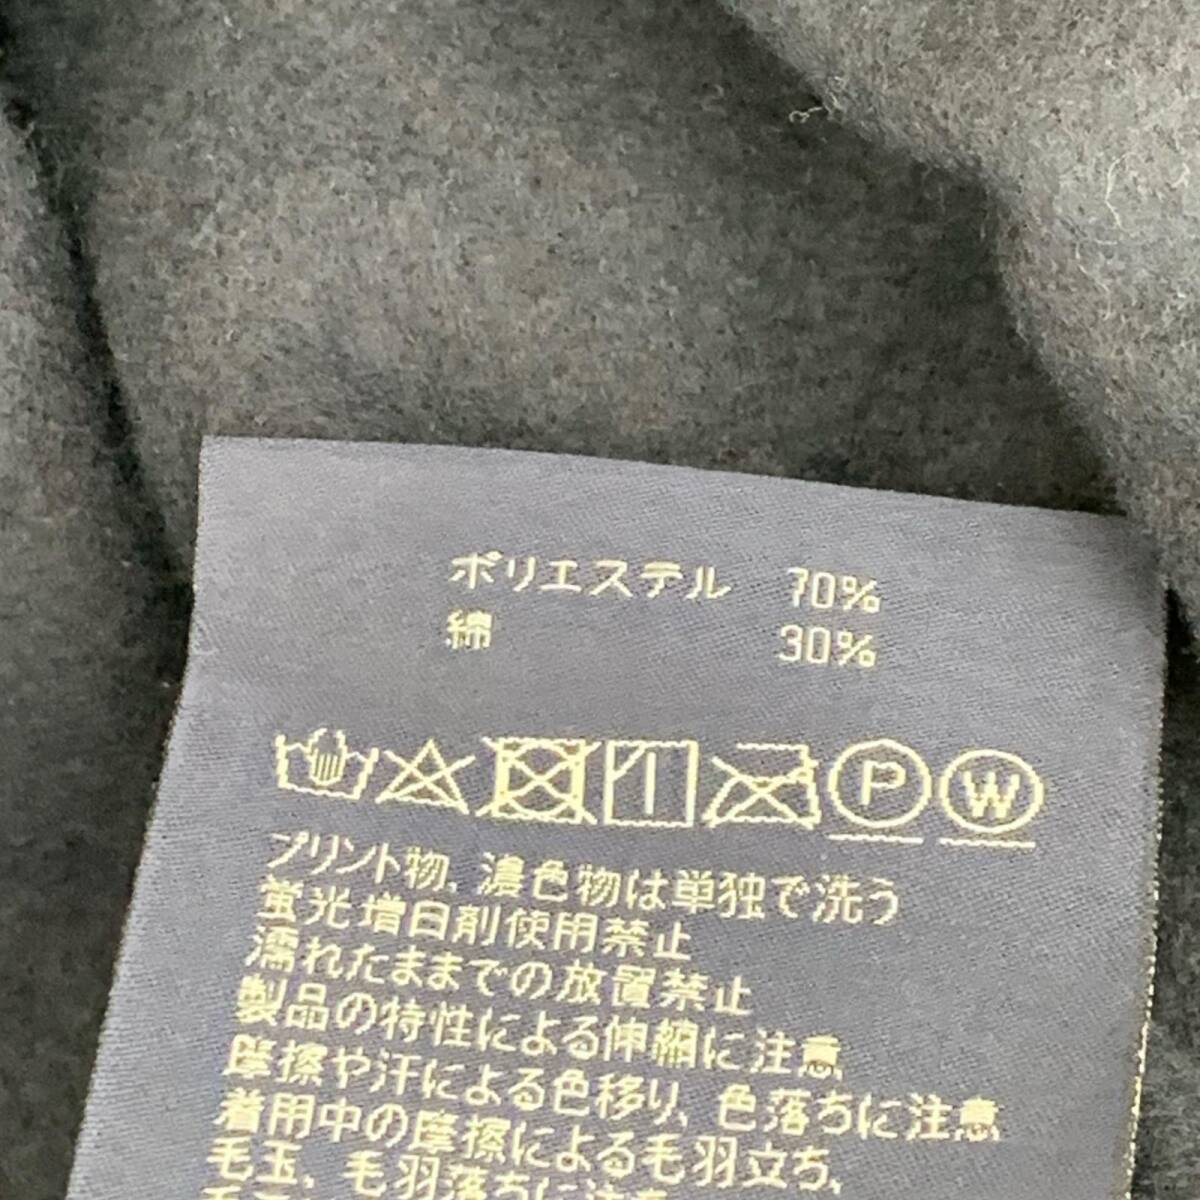 ポリエステル 70%
綿 30%
P W
プリント物、濃色物は単独で洗う
蛍光増白剤使用禁止
濡れたままでの放置禁止
製品の特性による伸縮に注意
摩擦や汗による色移り、色落ちに注意
着用中の摩擦による毛羽立ち、
毛玉、毛羽落ちに注意